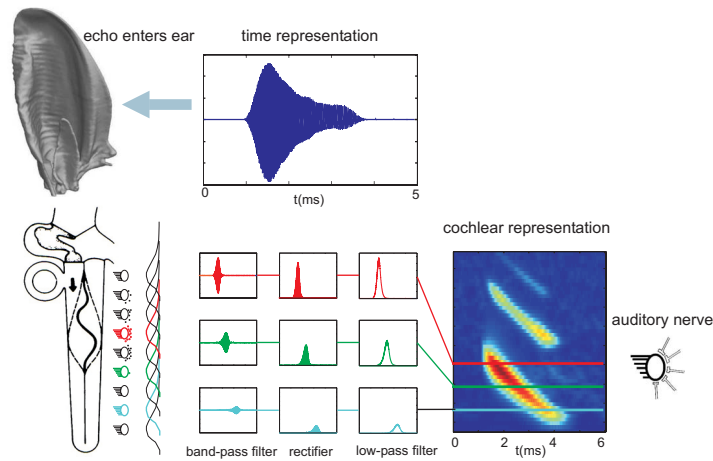 echo enters ear
time representation
0
5
t(ms)
cochlear representation
auditory nerve
0 2 4 6
t(ms)
band-pass filter
rectifier
low-pass filter